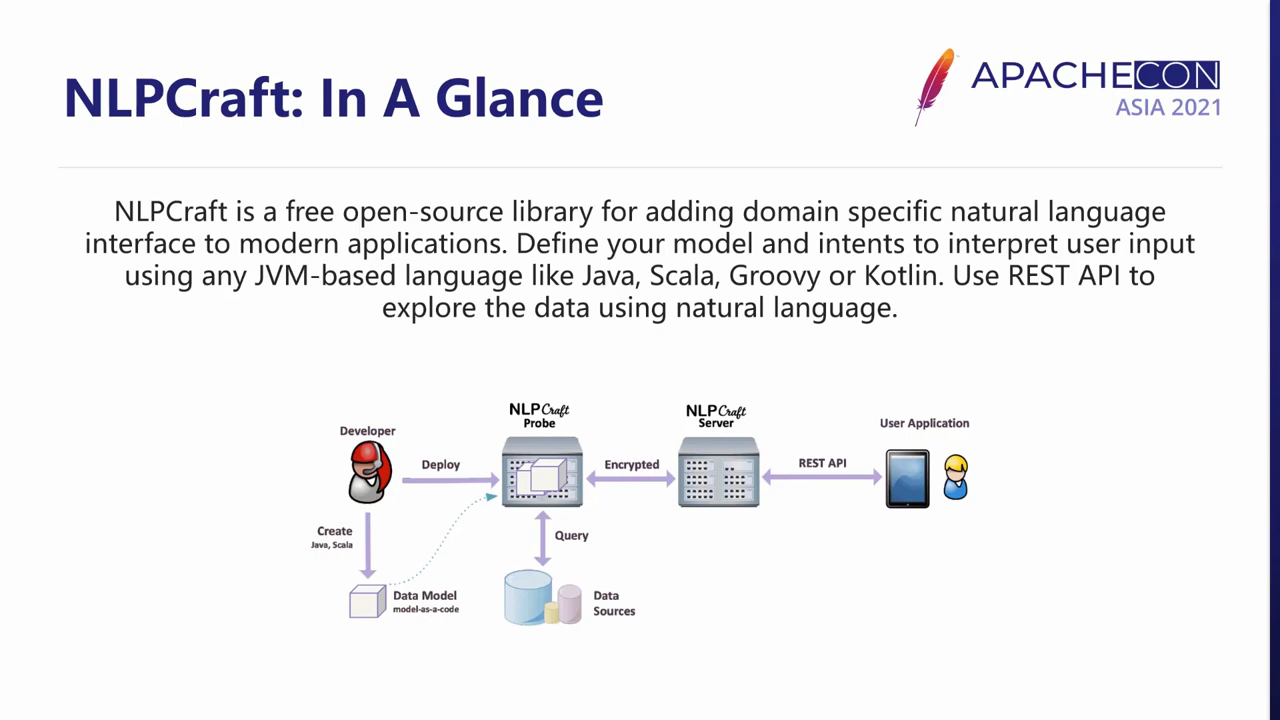 NLPCraft: In A Glance
APACHECON
ASIA 2021
NLPCraft is a free open-source library for adding domain specific natural language
interface to modern applications. Define your model and intents to interpret user input
using any JVM-based language like Java, Scala, Groovy or Kotlin. Use REST API to
explore the data using natural language.
Developer
NLPCraft
Probe
NLPCraft
Server
User Application
Deploy
Encrypted
REST API
Create
Java, Scala
Query
Data Model
model-as-a-code
Data
Sources